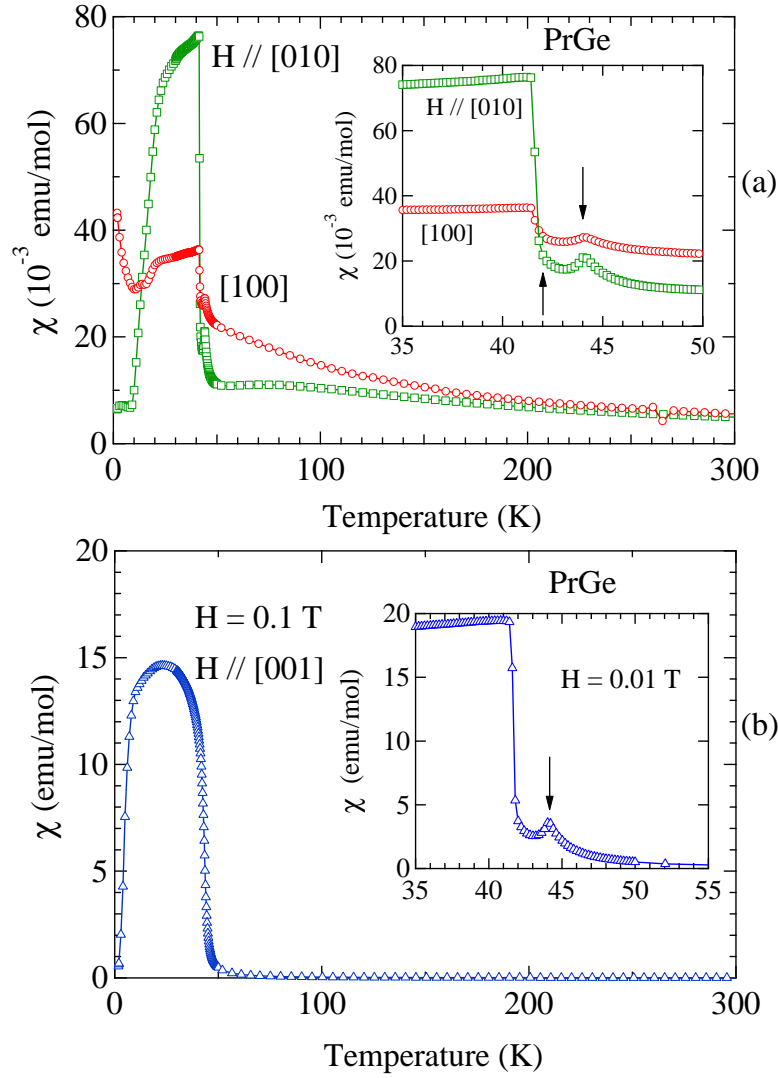 80
60
40
20
0
χ (10⁻³ emu/mol)
H // [010]
[100]
0
100
200
300
Temperature (K)
PrGe
80
60
40
20
0
χ (10⁻³ emu/mol)
H // [010]
[100]
35
40
45
50
(a)
20
15
10
5
0
χ (emu/mol)
H = 0.1 T
H // [001]
0
100
200
300
Temperature (K)
PrGe
20
15
10
5
0
χ (emu/mol)
H = 0.01 T
35
40
45
50
55
(b)